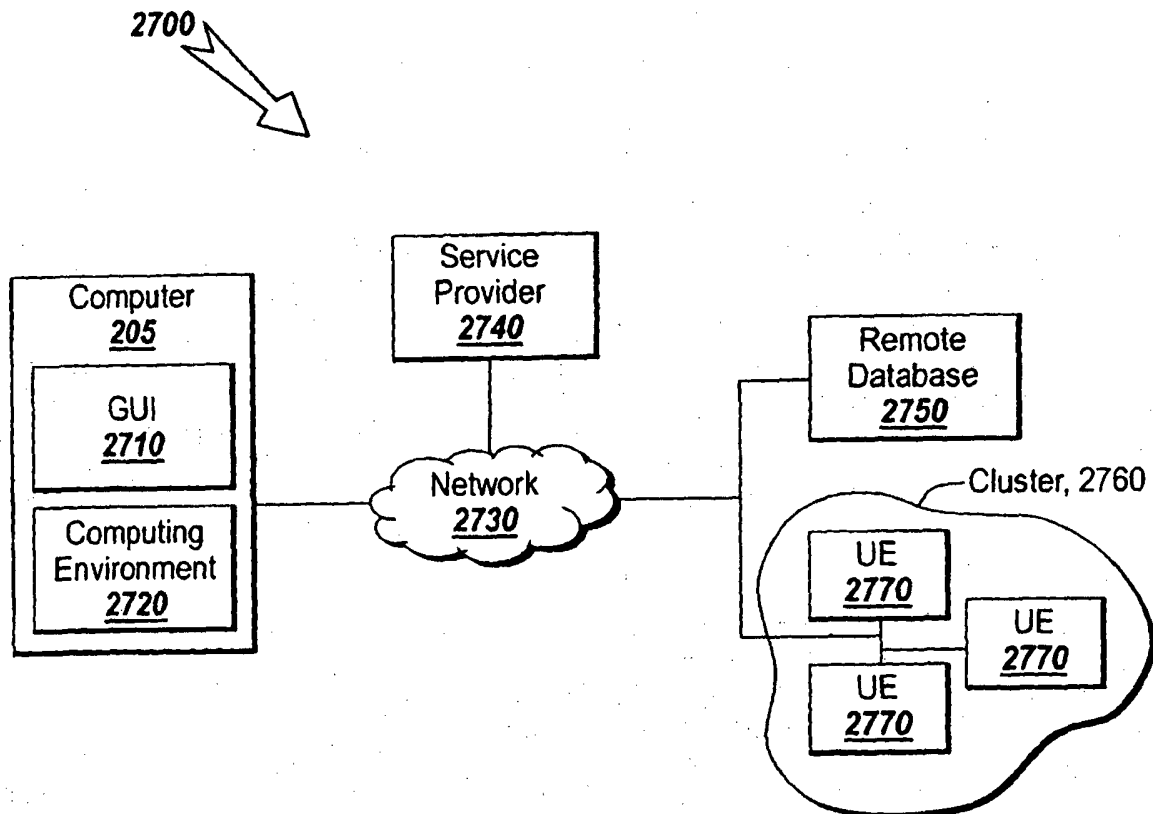 2700
Service
Provider
2740
Computer
205
GUI
2710
Computing
Environment
2720
Network
2730
Remote
Database
2750
Cluster, 2760
UE
2770
UE
2770
UE
2770